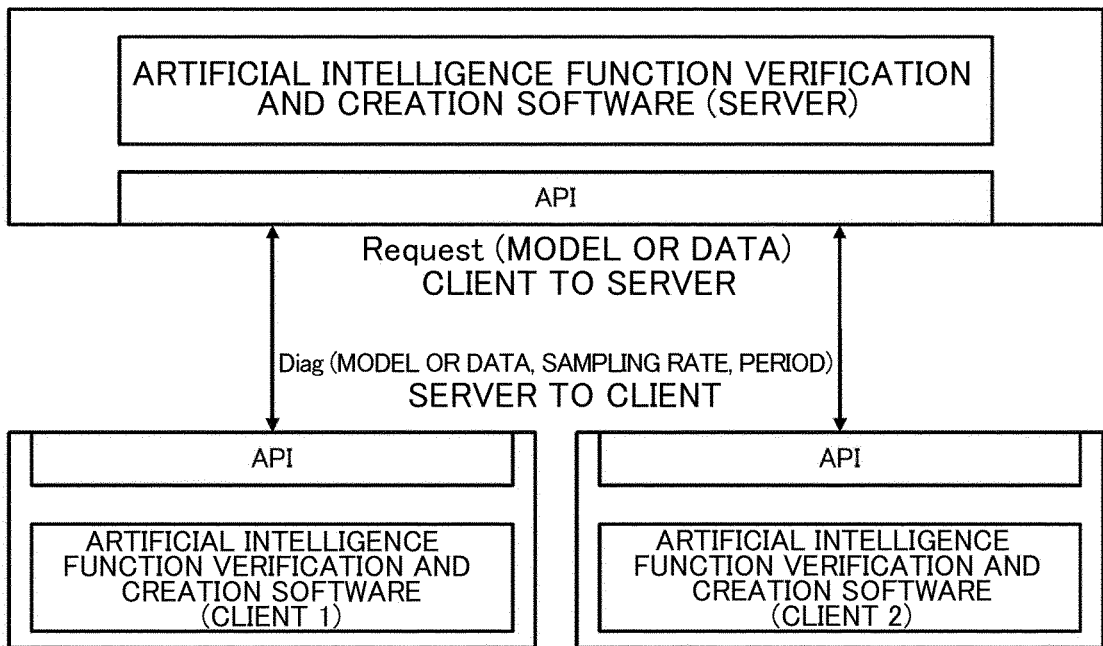 ARTIFICIAL INTELLIGENCE FUNCTION VERIFICATION
AND CREATION SOFTWARE (SERVER)
API
Request (MODEL OR DATA)
CLIENT TO SERVER
Diag (MODEL OR DATA, SAMPLING RATE, PERIOD)
SERVER TO CLIENT
API
ARTIFICIAL INTELLIGENCE
FUNCTION VERIFICATION AND
CREATION SOFTWARE
(CLIENT 1)
API
ARTIFICIAL INTELLIGENCE
FUNCTION VERIFICATION AND
CREATION SOFTWARE
(CLIENT 2)